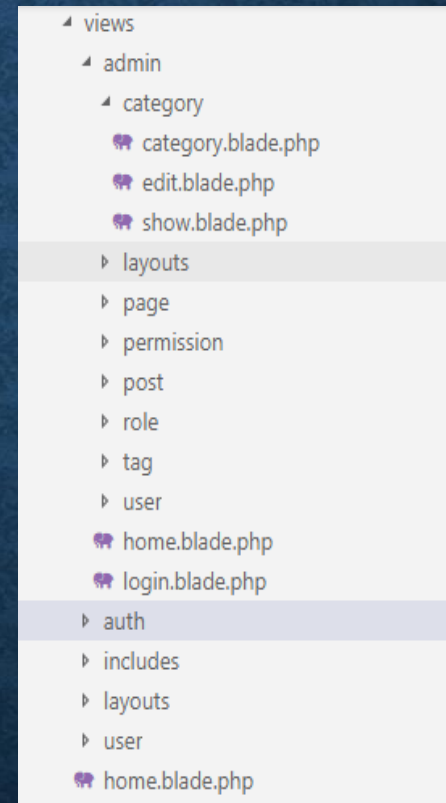 views
admin
category
category.blade.php
edit.blade.php
show.blade.php
layouts
page
permission
post
role
tag
user
home.blade.php
login.blade.php
auth
includes
layouts
user
home.blade.php